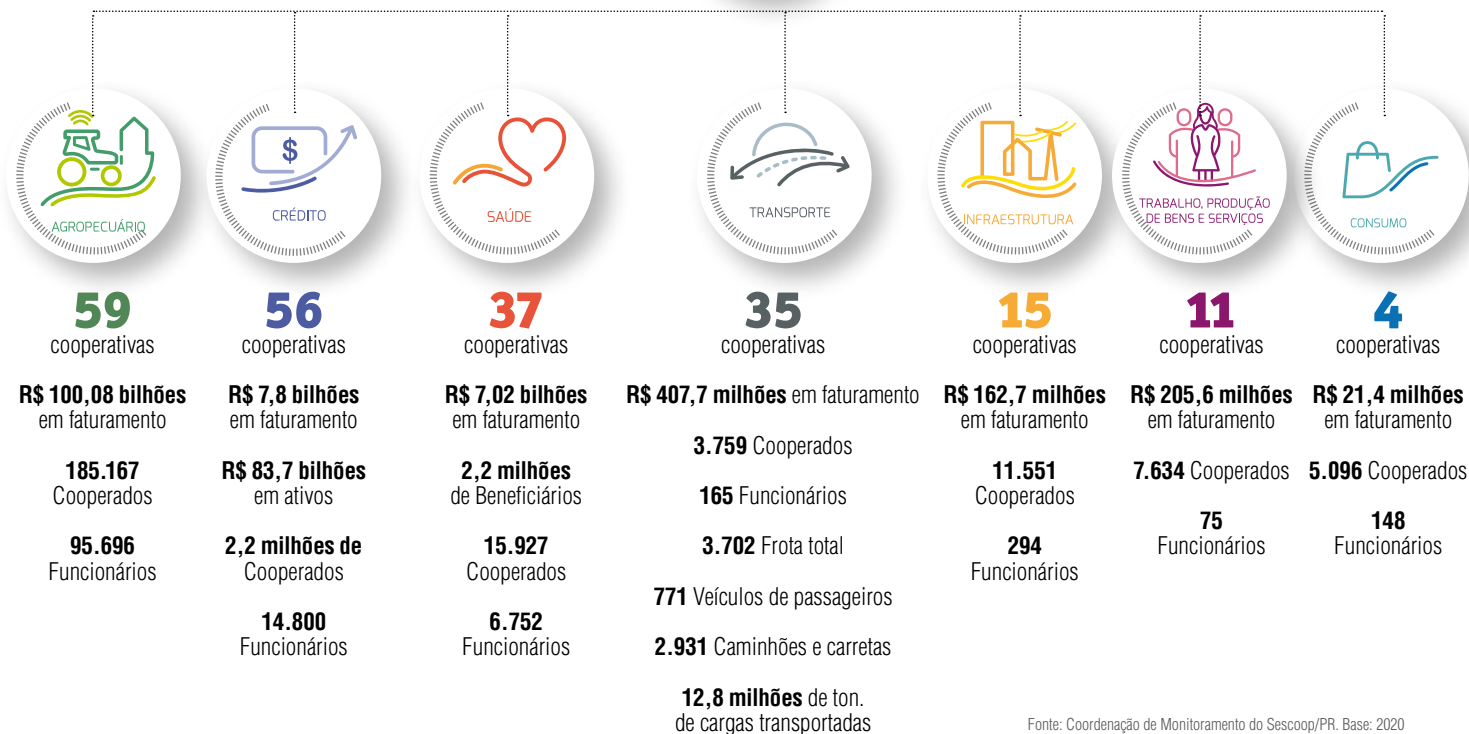 AGROPECUÁRIO
59
cooperativas
R$ 100,08 bilhões
em faturamento
185.167
Cooperados
95.696
Funcionários
$
CRÉDITO
56
cooperativas
R$ 7,8 bilhões
em faturamento
R$ 83,7 bilhões
em ativos
2,2 milhões de
Cooperados
14.800
Funcionários
SAÚDE
37
cooperativas
R$ 7,02 bilhões
em faturamento
2,2 milhões
de Beneficiários
15.927
Cooperados
6.752
Funcionários
TRANSPORTE
35
cooperativas
R$ 407,7 milhões em faturamento
3.759 Cooperados
165 Funcionários
3.702 Frota total
771 Veículos de passageiros
2.931 Caminhões e carretas
12,8 milhões de ton.
de cargas transportadas
INFRAESTRUTURA
15
cooperativas
R$ 162,7 milhões
em faturamento
11.551
Cooperados
294
Funcionários
TRABALHO, PRODUÇÃO
DE BENS E SERVIÇOS
11
cooperativas
R$ 205,6 milhões
em faturamento
7.634 Cooperados
75
Funcionários
CONSUMO
4
cooperativas
R$ 21,4 milhões
em faturamento
5.096 Cooperados
148
Funcionários
Fonte: Coordenação de Monitoramento do Sescoop/PR. Base: 2020